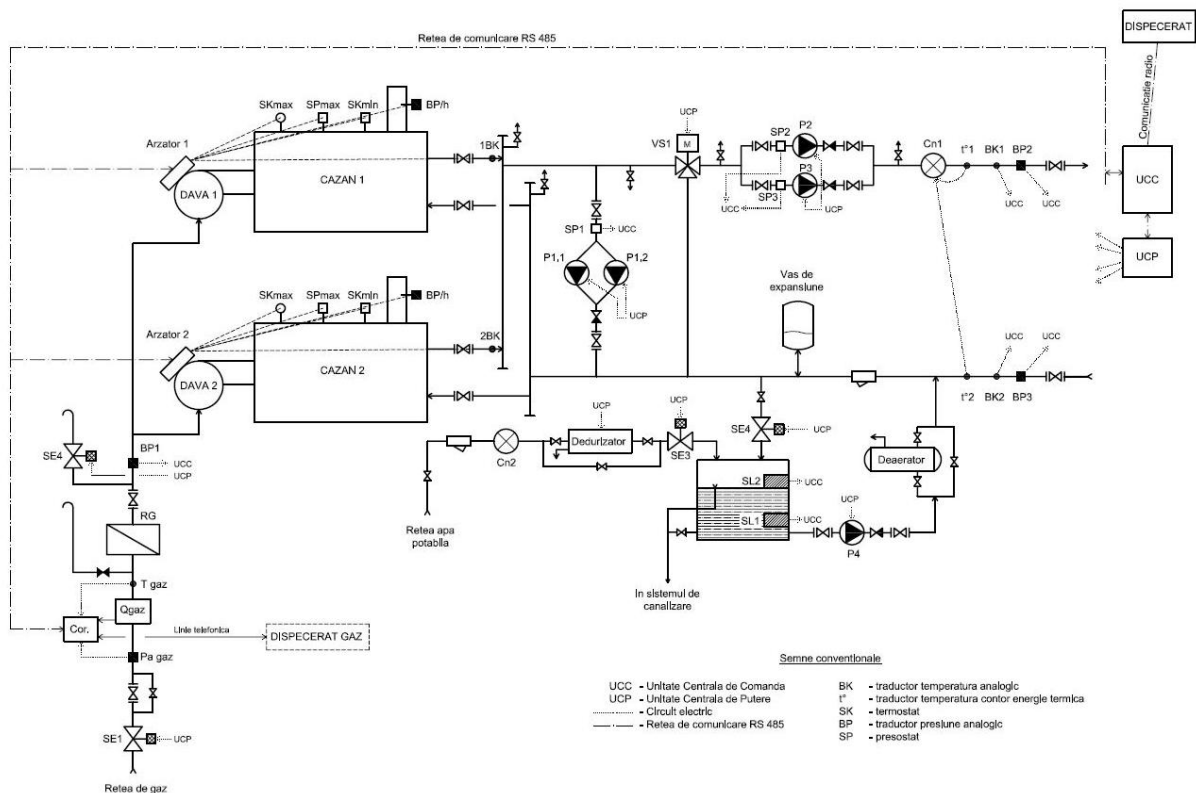 DISPECERAT
Retea de comunicare RS 485
Comunicatie radio
SKmax
SPmax
SKmIn
BP/h
Arzator 1
DAVA 1
CAZAN 1
1BK
UCP
VS1
M
SP2
P2
P3
SP3
UCC
UCP
Cn1
t°1
BK1
BP2
UCC
UCC
UCC
UCP
SP1
UCC
P1,1
P1,2
UCP
Vas de
expansIune
SKmax
SPmax
SKmIn
BP/h
Arzator 2
DAVA 2
CAZAN 2
2BK
UCC
UCC
t°2
BK2
BP3
SE4
BP1
UCC
UCP
UCP
UCP
DedurIzator
Cn2
SE3
SE4
UCP
Deaerator
RG
Retea apa
potabIla
SL2
UCC
SL1
UCC
UCP
P4
T gaz
Qgaz
In sIstemul de
canalIzare
Cor.
LInIe telefonIca
DISPECERAT GAZ
Pa gaz
SE1
UCP
Retea de gaz
Semne conventIonale
UCC - UnItate Centrala de Comanda
UCP - UnItate Centrala de Putere
- CIrcuIt electrIc
- Retea de comunIcare RS 485
BK - traductor temperatura analogIc
t° - traductor temperatura contor energIe termIca
SK - termostat
BP - traductor presIune analogIc
SP - presostat